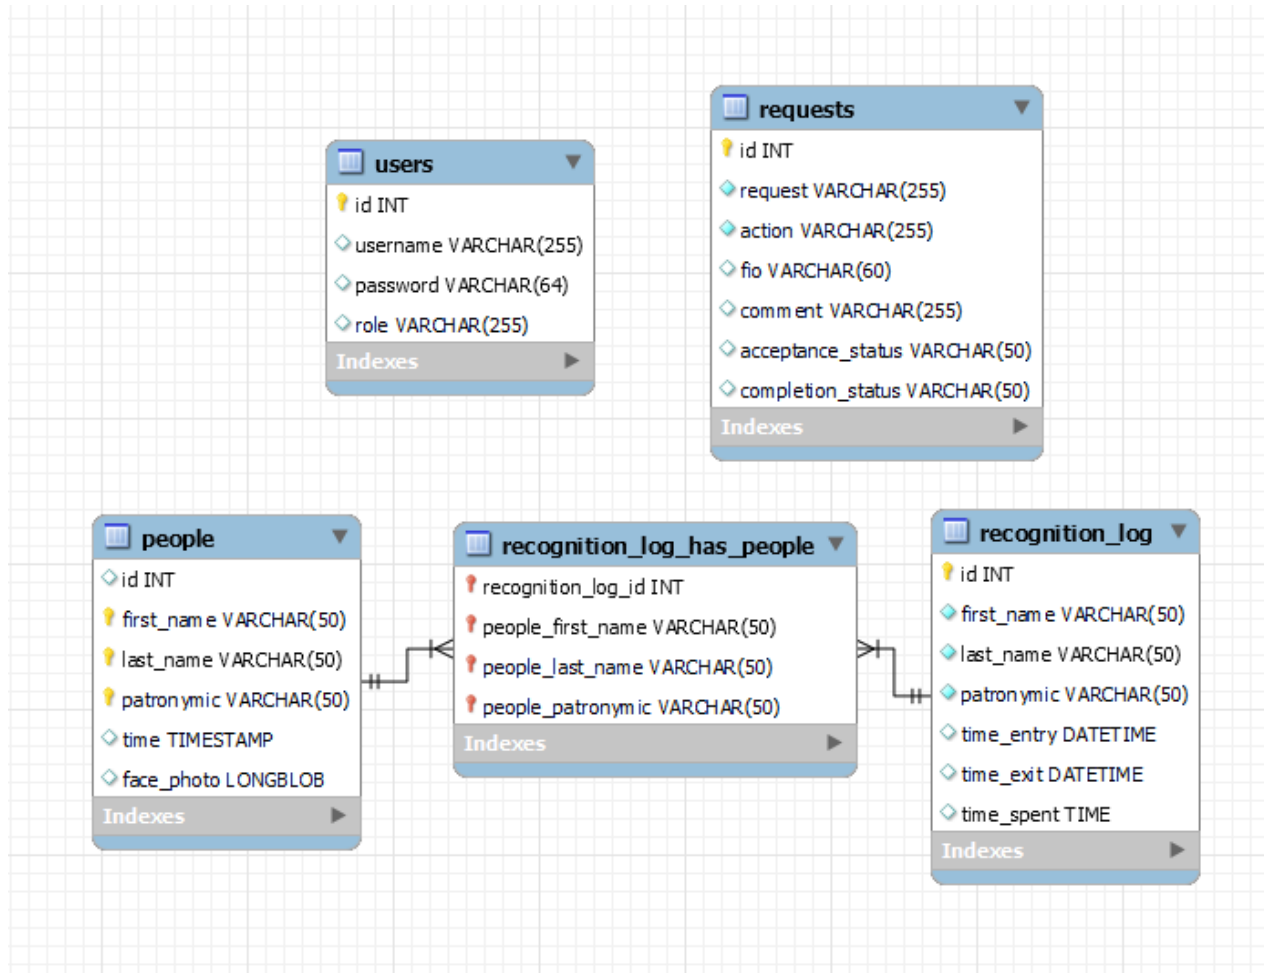 users
id INT
username VARCHAR(255)
password VARCHAR(64)
role VARCHAR(255)
Indexes
requests
id INT
request VARCHAR(255)
action VARCHAR(255)
fio VARCHAR(60)
comment VARCHAR(255)
acceptance_status VARCHAR(50)
completion_status VARCHAR(50)
Indexes
people
id INT
first_name VARCHAR(50)
last_name VARCHAR(50)
patronymic VARCHAR(50)
time TIMESTAMP
face_photo LONGBLOB
Indexes
recognition_log_has_people
recognition_log_id INT
people_first_name VARCHAR(50)
people_last_name VARCHAR(50)
people_patronymic VARCHAR(50)
Indexes
recognition_log
id INT
first_name VARCHAR(50)
last_name VARCHAR(50)
patronymic VARCHAR(50)
time_entry DATETIME
time_exit DATETIME
time_spent TIME
Indexes